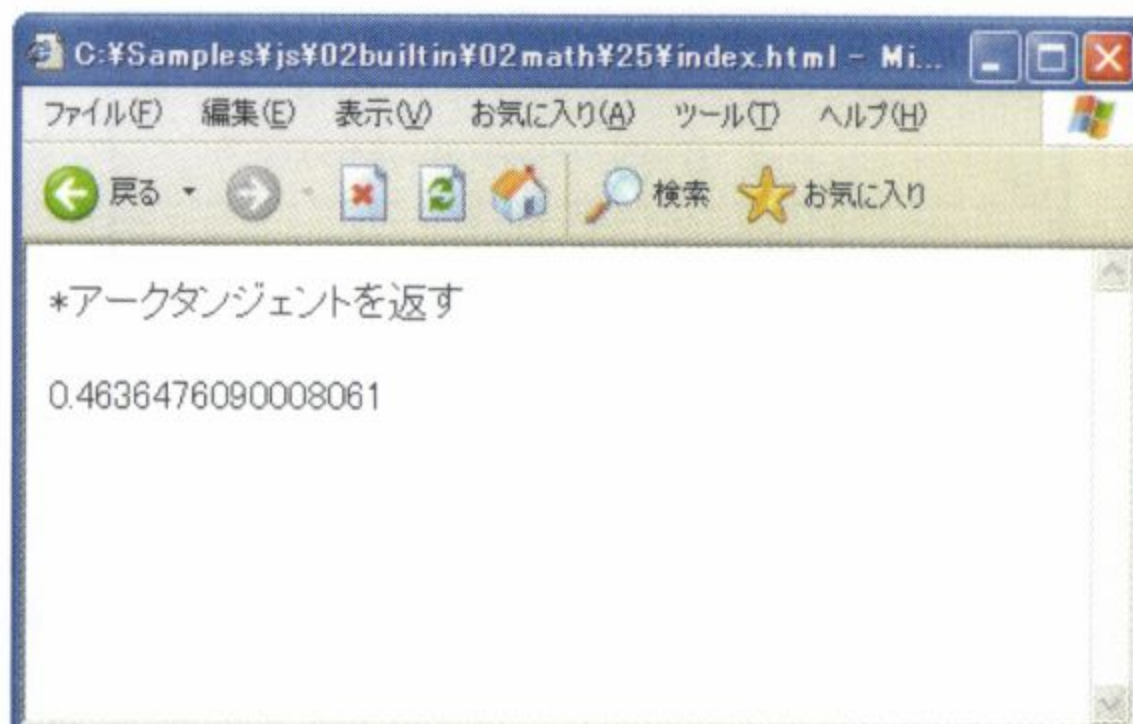 C:¥Samples¥js¥02builtin¥02math¥25¥index.html - Mi...
ファイル(F) 編集(E) 表示(V) お気に入り(A) ツール(T) ヘルプ(H)
戻る 検索 お気に入り
*アークタンジェントを返す
0.4636476090008061